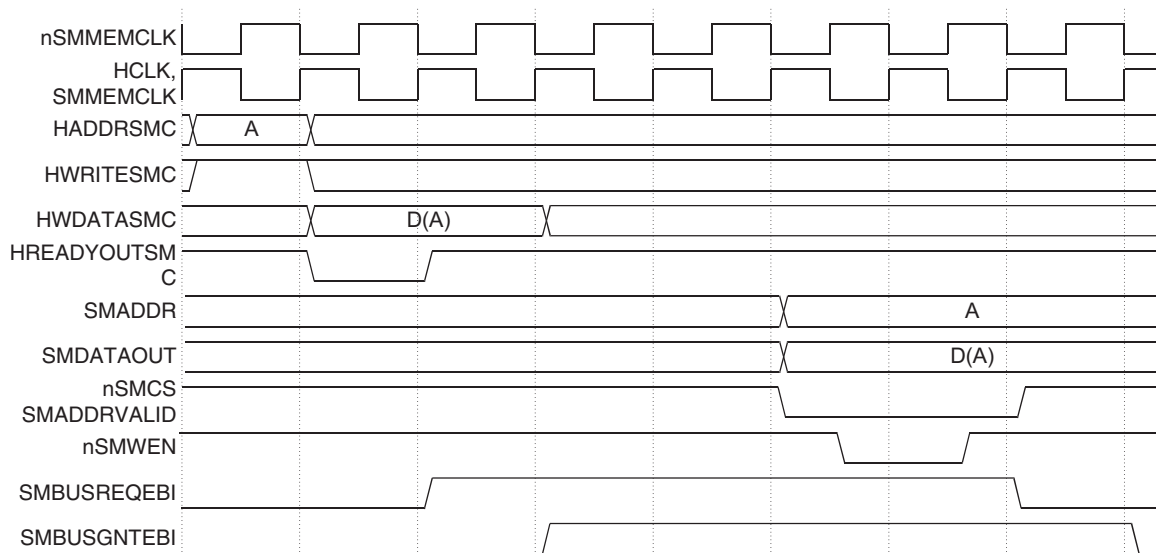 nSMMEMCLK
HCLK,
SMMEMCLK
HADDRSMC
A
HWRITESMC
HWDATASMC
D(A)
HREADYOUTSM
C
SMADDR
A
SMDATAOUT
D(A)
nSMCS
SMADDRVALID
nSMWEN
SMBUSREQEBI
SMBUSGNTEBI